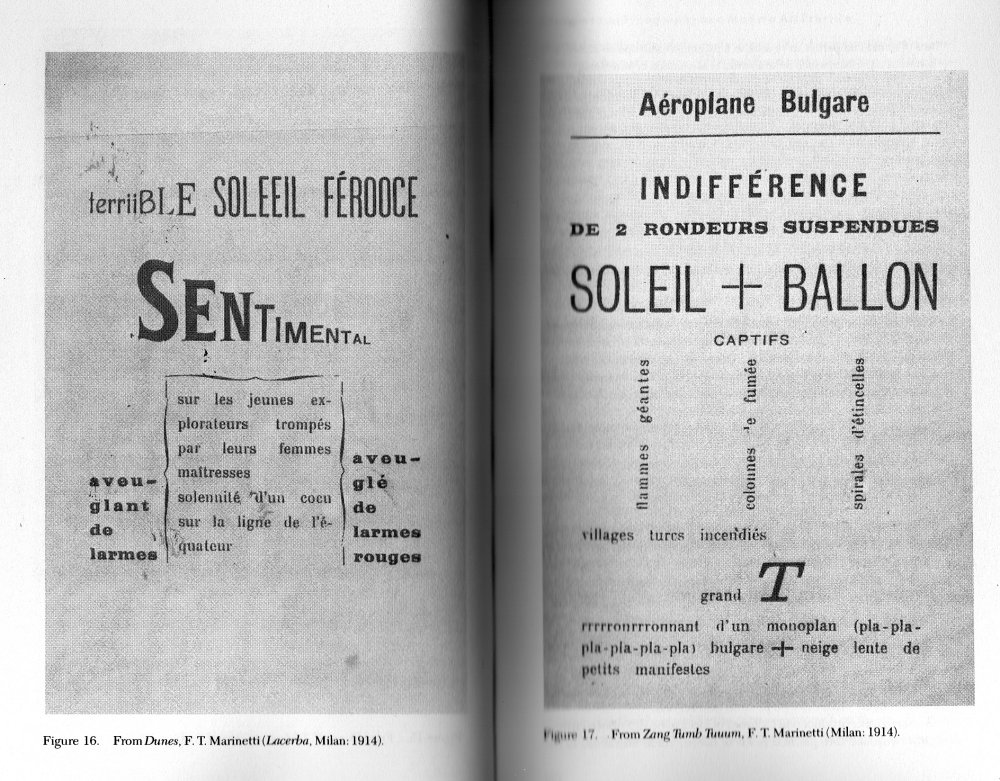 terriiBLE SOLEEIL FÉROOCE
SENTIMENTAL
sur les jeunes ex-
plorateurs trompés
par leurs femmes
maîtresses
solennité d'un cocu
sur la ligne de l'é-
quateur
aveu-
glant
de
larmes
aveu-
glé
de
larmes
rouges
Figure 16. From Dunes, F. T. Marinetti (Lacerba, Milan: 1914).
Aéroplane Bulgare
INDIFFÉRENCE
DE 2 RONDEURS SUSPENDUES
SOLEIL + BALLON
CAPTIFS
flammes géantes
colonnes 'e fumée
spirales d'étincelles
villages turcs incendiés
grand T
rrrrronrrronnant d'un monoplan (pla-pla-
pla-pla-pla-pla) bulgare + neige lente de
petits manifestes
Figure 17. From Zang Tumb Tuuum, F. T. Marinetti (Milan: 1914).